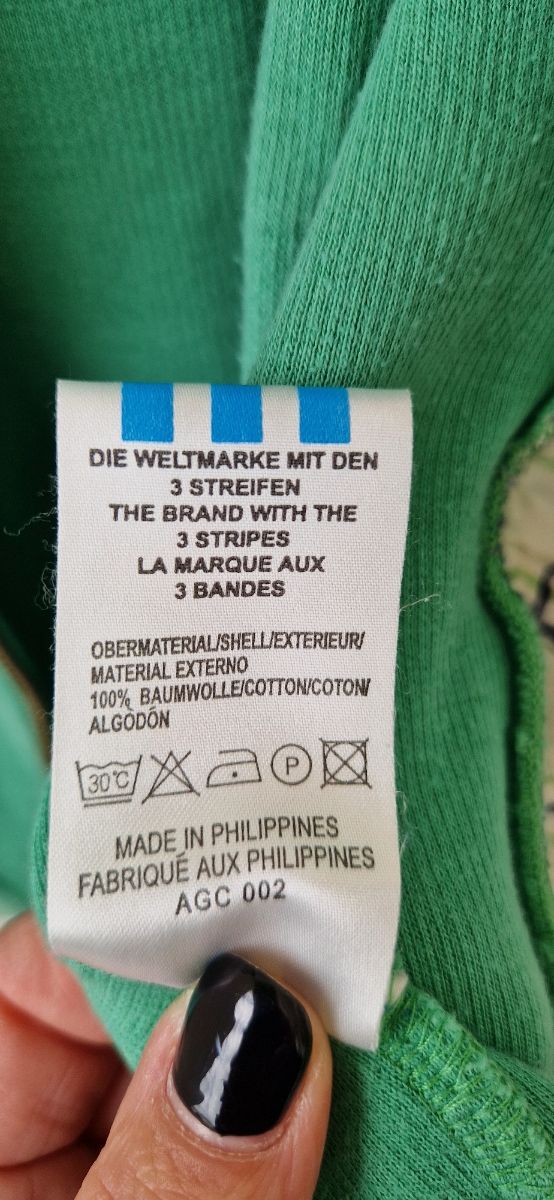 DIE WELTMARKE MIT DEN
3 STREIFEN
THE BRAND WITH THE
3 STRIPES
LA MARQUE AUX
3 BANDES
OBERMATERIAL/SHELL/EXTERIEUR/
MATERIAL EXTERNO
100% BAUMWOLLE/COTTON/COTON/
ALGODÓN
30°C P
MADE IN PHILIPPINES
FABRIQUÉ AUX PHILIPPINES
AGC 002